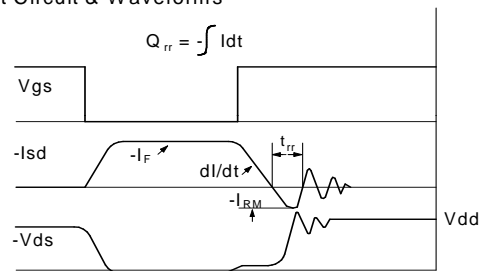 t Circuit & Waveforms
Q rr = -∫ Idt
Vgs
-Isd
-I F
dI/dt
t rr
-I RM
Vdd
-Vds